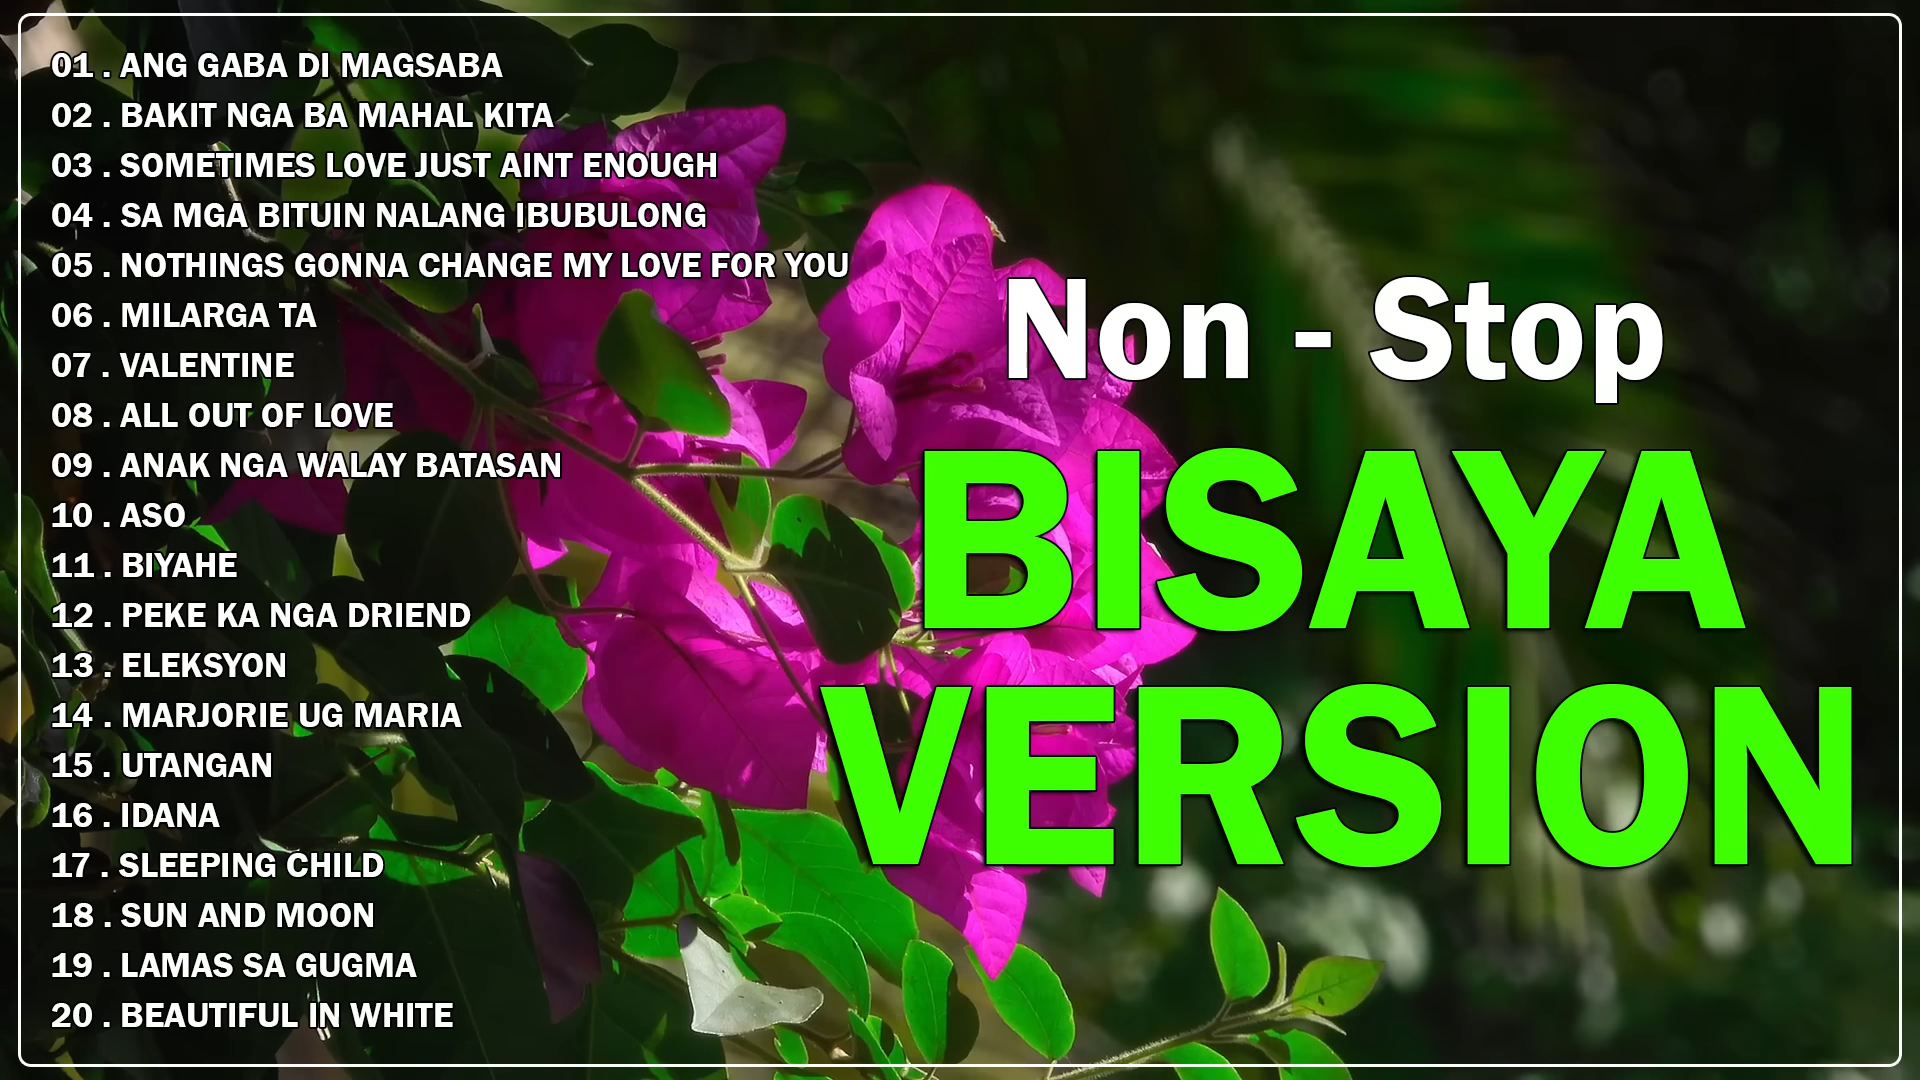 01 . ANG GABA DI MAGSABA
02 . BAKIT NGA BA MAHAL KITA
03 . SOMETIMES LOVE JUST AINT ENOUGH
04 . SA MGA BITUIN NALANG IBUBULONG
05 . NOTHINGS GONNA CHANGE MY LOVE FOR YOU
06 . MILARGA TA
07 . VALENTINE
08 . ALL OUT OF LOVE
09 . ANAK NGA WALAY BATASAN
10 . ASO
11 . BIYAHE
12 . PEKE KA NGA DRIEND
13 . ELEKSYON
14 . MARJORIE UG MARIA
15 . UTANGAN
16 . IDANA
17 . SLEEPING CHILD
18 . SUN AND MOON
19 . LAMAS SA GUGMA
20 . BEAUTIFUL IN WHITE
Non - Stop
BISAYA
VERSION